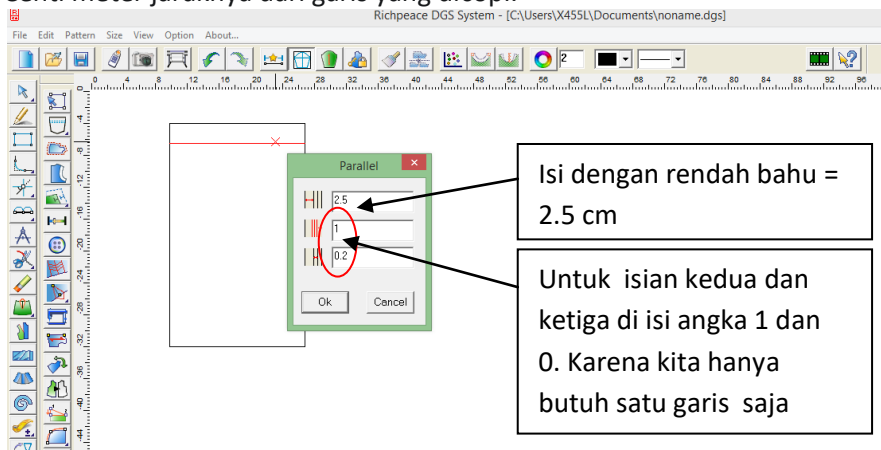 Richpeace DGS System - [C:\Users\X455L\Documents\noname.dgs]
File Edit Pattern Size View Option About...
2
0 4 8 12 16 20 24 28 32 36 40 44 48 52 56 60 64 68 72 76 80 84 88 92 96
Parallel
2.5
1
0.2
Ok Cancel
Isi dengan rendah bahu =
2.5 cm
Untuk isian kedua dan
ketiga di isi angka 1 dan
0. Karena kita hanya
butuh satu garis saja